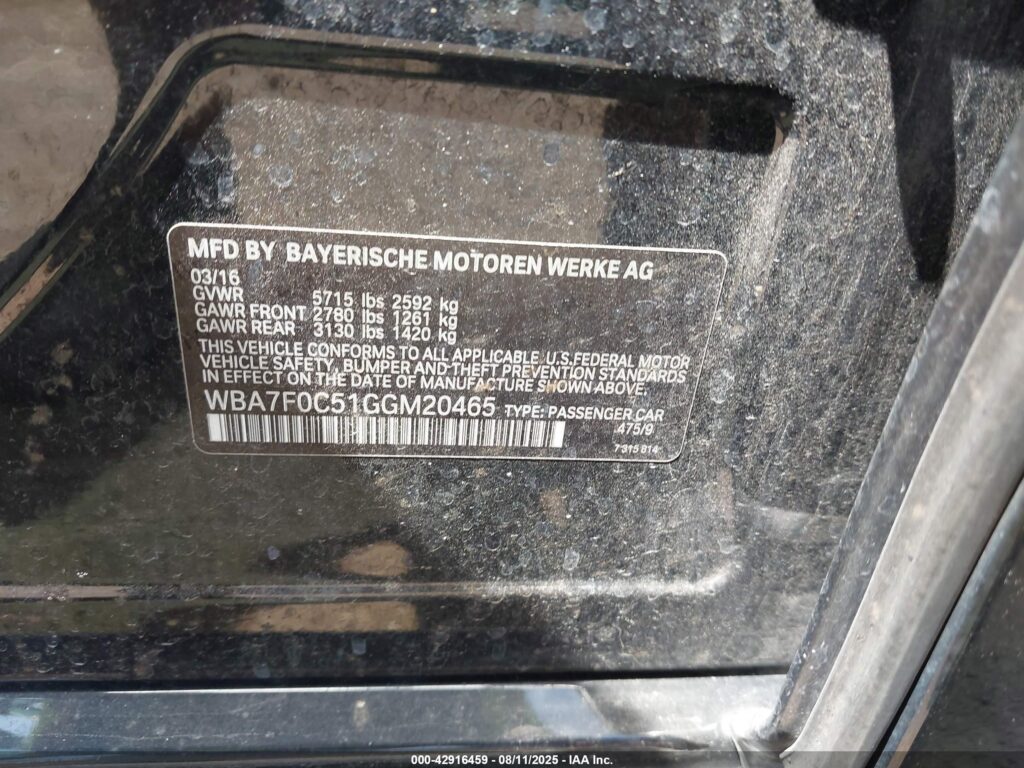 MFD BY BAYERISCHE MOTOREN WERKE AG
03/16
GVWR 5715 lbs 2592 kg
GAWR FRONT 2780 lbs 1261 kg
GAWR REAR 3130 lbs 1420 kg
THIS VEHICLE CONFORMS TO ALL APPLICABLE U.S.FEDERAL MOTOR
VEHICLE SAFETY, BUMPER AND THEFT PREVENTION STANDARDS
IN EFFECT ON THE DATE OF MANUFACTURE SHOWN ABOVE.
WBA7F0C51GGM20465 TYPE: PASSENGER CAR
475/9
7 315 814
000-42916459 - 08/11/2025 - IAA Inc.